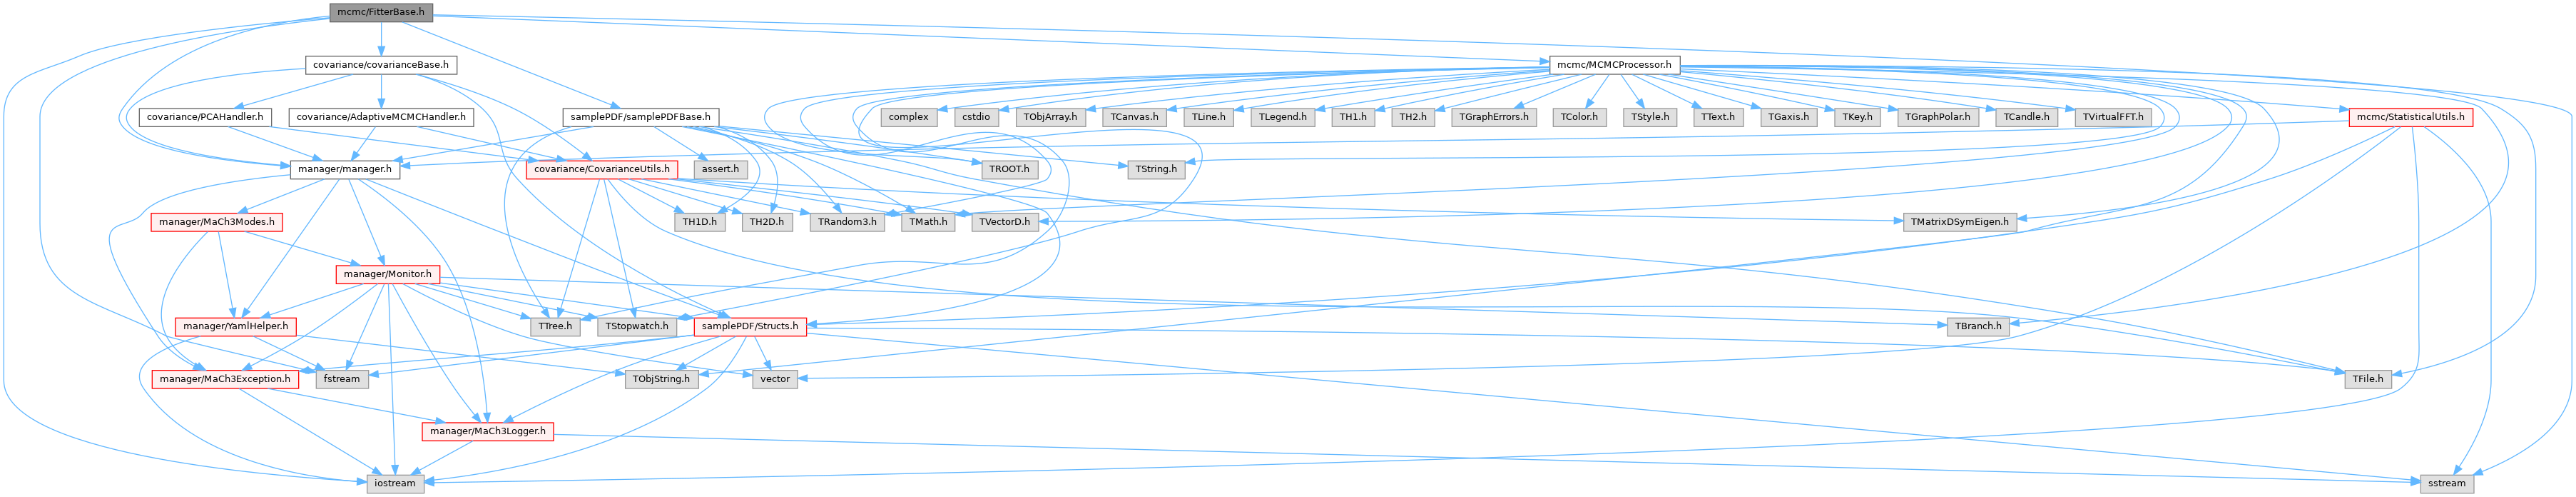 mcmc/FitterBase.h
covariance/covarianceBase.h
mcmc/MCMCProcessor.h
covariance/PCAHandler.h
covariance/AdaptiveMCMCHandler.h
samplePDF/samplePDFBase.h
complex
cstdio
TObjArray.h
TCanvas.h
TLine.h
TLegend.h
TH1.h
TH2.h
TGraphErrors.h
TColor.h
TStyle.h
TText.h
TGaxis.h
TKey.h
TGraphPolar.h
TCandle.h
TVirtualFFT.h
mcmc/StatisticalUtils.h
manager/manager.h
covariance/CovarianceUtils.h
assert.h
TROOT.h
TString.h
manager/MaCh3Modes.h
TH1D.h
TH2D.h
TRandom3.h
TMath.h
TVectorD.h
TMatrixDSymEigen.h
manager/Monitor.h
manager/YamlHelper.h
TTree.h
TStopwatch.h
samplePDF/Structs.h
TBranch.h
manager/MaCh3Exception.h
fstream
TObjString.h
vector
TFile.h
manager/MaCh3Logger.h
iostream
sstream